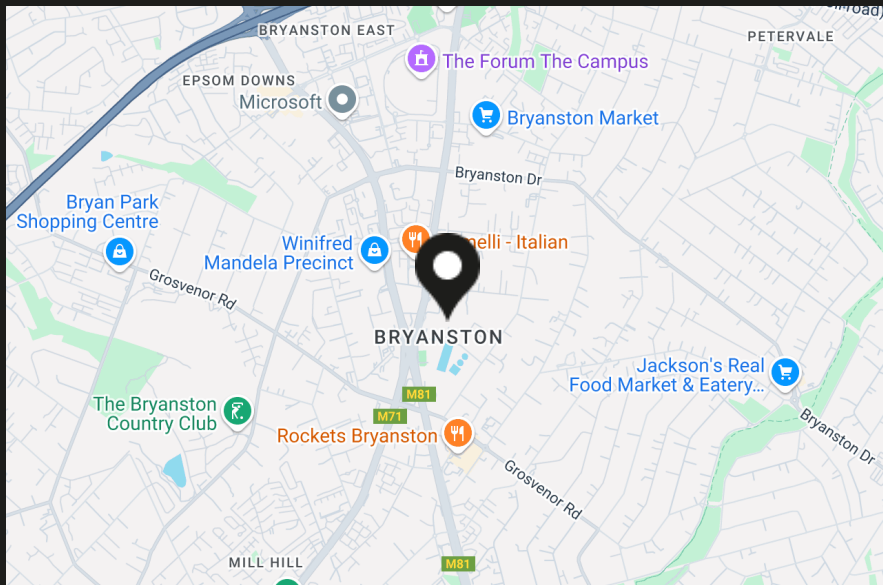 BRYANSTON EAST
PETERVALE
The Forum The Campus
EPSOM DOWNS
Microsoft
Bryanston Market
Bryanston Dr
Bryan Park
Shopping Centre
Winifred
Mandela Precinct
nelli - Italian
Grosvenor Rd
BRYANSTON
Jackson's Real
Food Market & Eatery...
M81
M71
The Bryanston
Country Club
Rockets Bryanston
Bryanston Dr
Grosvenor Rd
MILL HILL
M81